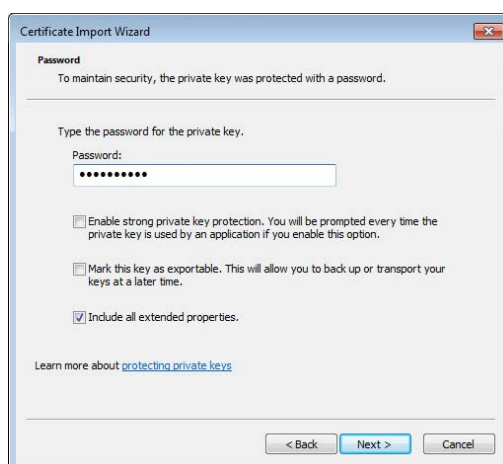 Certificate Import Wizard
Password
To maintain security, the private key was protected with a password.
Type the password for the private key.
Password:
••••••••••
Enable strong private key protection. You will be prompted every time the
private key is used by an application if you enable this option.
Mark this key as exportable. This will allow you to back up or transport your
keys at a later time.
Include all extended properties.
Learn more about protecting private keys
< Back Next > Cancel